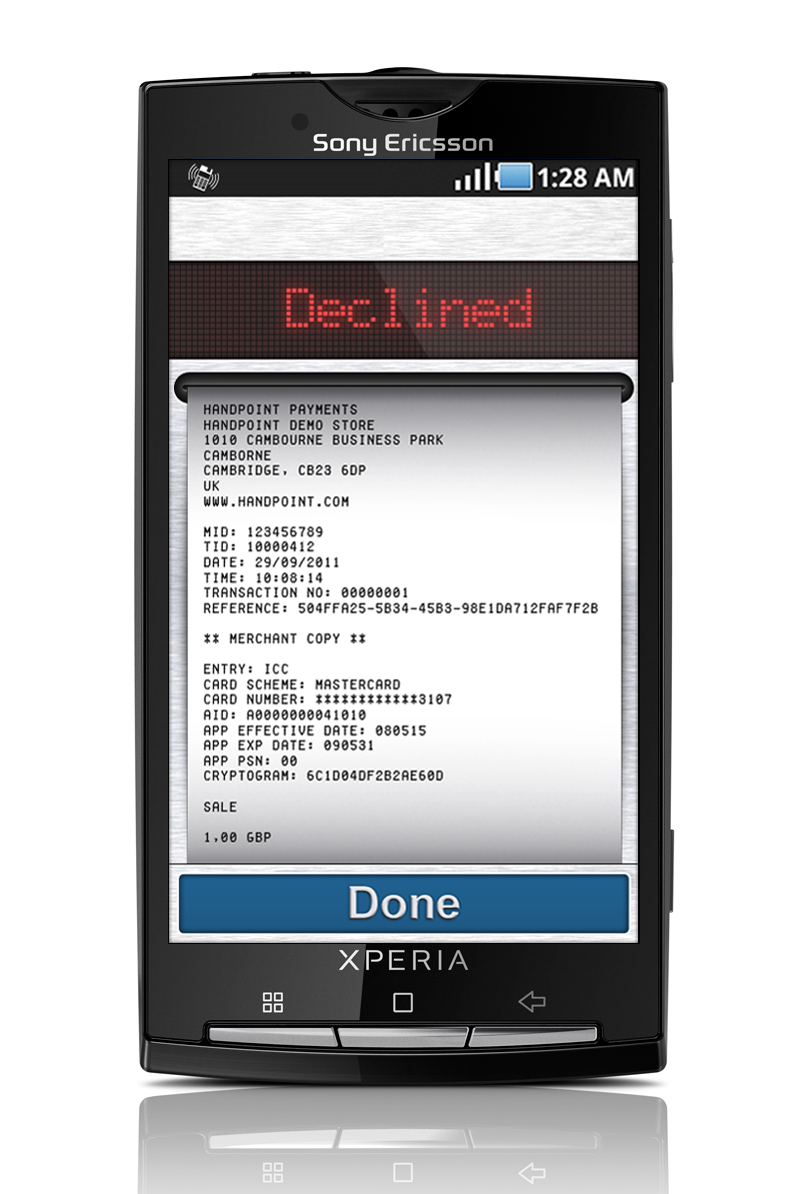 Sony Ericsson
1:28 AM
Declined
HANDPOINT PAYMENTS
HANDPOINT DEMO STORE
1010 CAMBOURNE BUSINESS PARK
CAMBORNE
CAMBRIDGE, CB23 6DP
UK
WWW.HANDPOINT.COM
MID: 123456789
TID: 10000412
DATE: 29/09/2011
TIME: 10:08:14
TRANSACTION NO: 00000001
REFERENCE: 504FFA25-5B34-45B3-98E1DA712FAF7F2B
** MERCHANT COPY **
ENTRY: ICC
CARD SCHEME: MASTERCARD
CARD NUMBER: ************3107
AID: A0000000041010
APP EFFECTIVE DATE: 080515
APP EXP DATE: 090531
APP PSN: 00
CRYPTOGRAM: 6C1D04DF2B2AE60D
SALE
1,00 GBP
Done
XPERIA